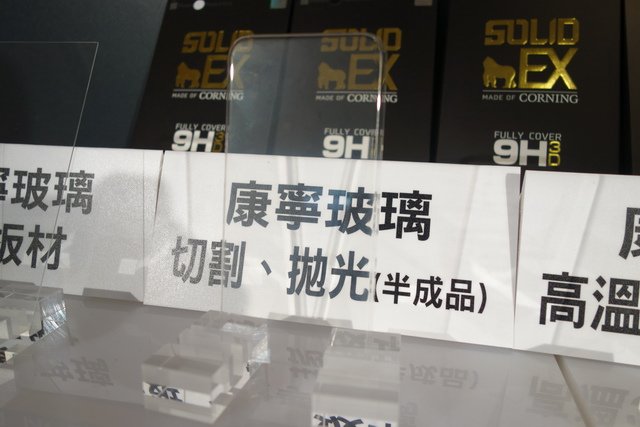 SOLID
EX
MADE OF CORNING
FULLY COVER
9H 3D
SOLID
EX
MADE OF CORNING
FULLY COVER
9H
SOLID
EX
MADE OF CORNING
FULLY COVER
9H 3D
寧玻璃
板材
康寧玻璃
切割、拋光(半成品)
高溫